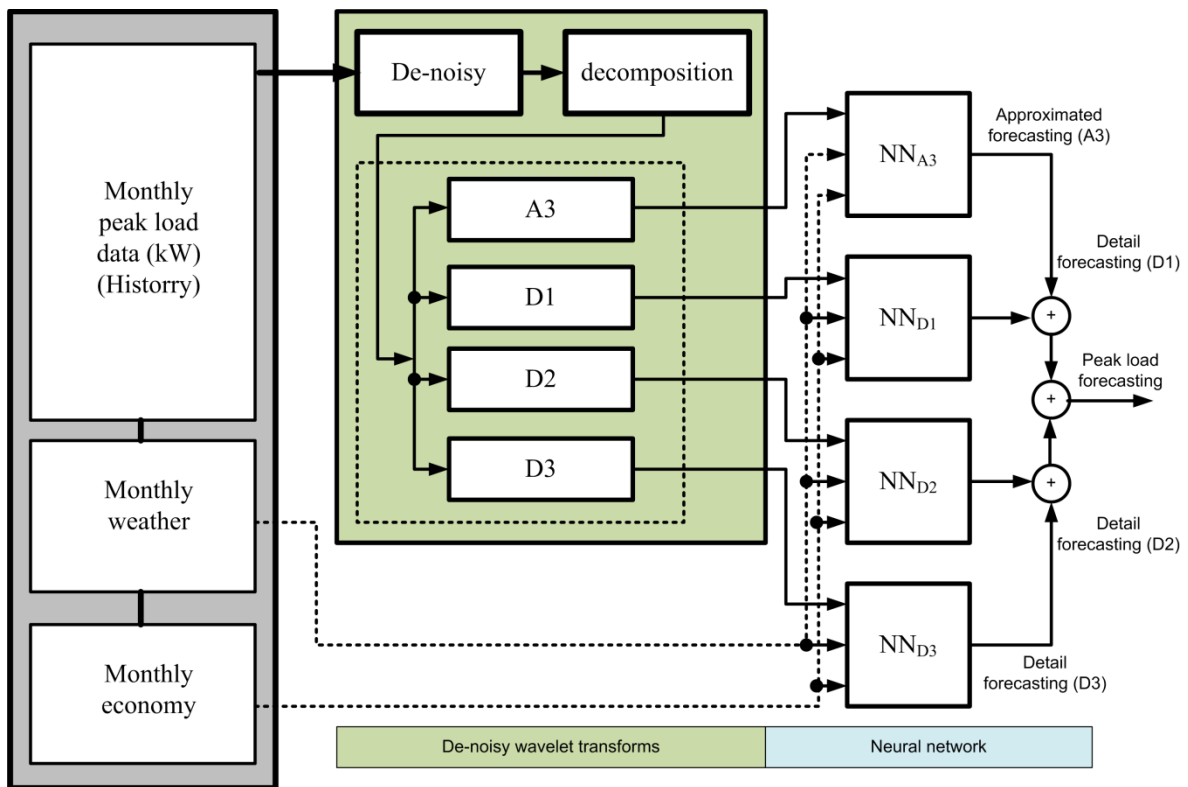 Monthly
peak load
data (kW)
(Historry)
Monthly
weather
Monthly
economy
De-noisy
decomposition
A3
D1
D2
D3
NNA3
NND1
NND2
NND3
Approximated
forecasting (A3)
Detail
forecasting (D1)
+
Peak load
forecasting
+
+
Detail
forecasting (D2)
Detail
forecasting (D3)
De-noisy wavelet transforms
Neural network